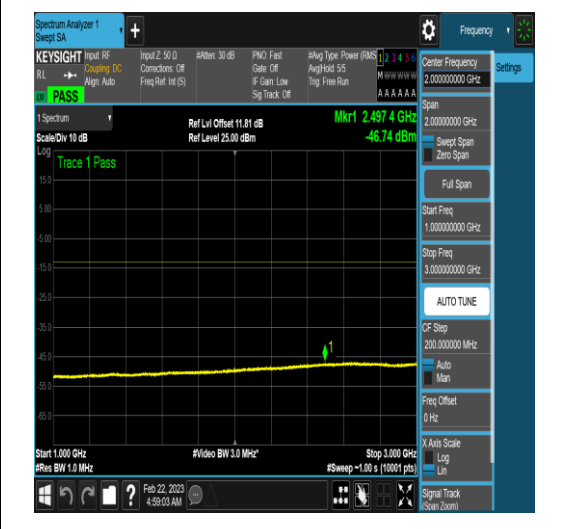 Spectrum Analyzer 1
Swept SA
+
Frequency
KEYSIGHT
Input: RF
Coupling: DC
Align: Auto
Input Z: 50 Ω
Corrections: Off
Freq Ref: Int (S)
#Atten: 30 dB
PNO: Fast
Gate: Off
IF Gain: Low
Sig Track: Off
#Avg Type: Power (RMS
Avg|Hold: 5/5
Trig: Free Run
1 2 3 4 5 6
M W W W W W
A A A A A A
RL
PASS
1 Spectrum
Scale/Div 10 dB
Ref Lvl Offset 11.81 dB
Ref Level 25.00 dBm
Mkr1 2.497 4 GHz
-46.74 dBm
Log
Trace 1 Pass
15.0
5.00
-5.00
-15.0
-25.0
-35.0
-45.0
-55.0
-65.0
1
Start 1.000 GHz
#Res BW 1.0 MHz
#Video BW 3.0 MHz*
Stop 3.000 GHz
#Sweep ~1.00 s (10001 pts)
?
Feb 22, 2023
4:59:03 AM
Center Frequency
2.000000000 GHz
Settings
Span
2.00000000 GHz
Swept Span
Zero Span
Full Span
Start Freq
1.000000000 GHz
Stop Freq
3.000000000 GHz
AUTO TUNE
CF Step
200.000000 MHz
Auto
Man
Freq Offset
0 Hz
X Axis Scale
Log
Lin
Signal Track
(Span Zoom)